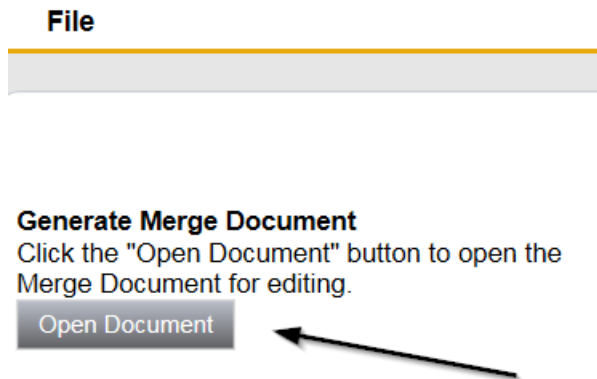 File
Generate Merge Document
Click the "Open Document" button to open the
Merge Document for editing.
Open Document